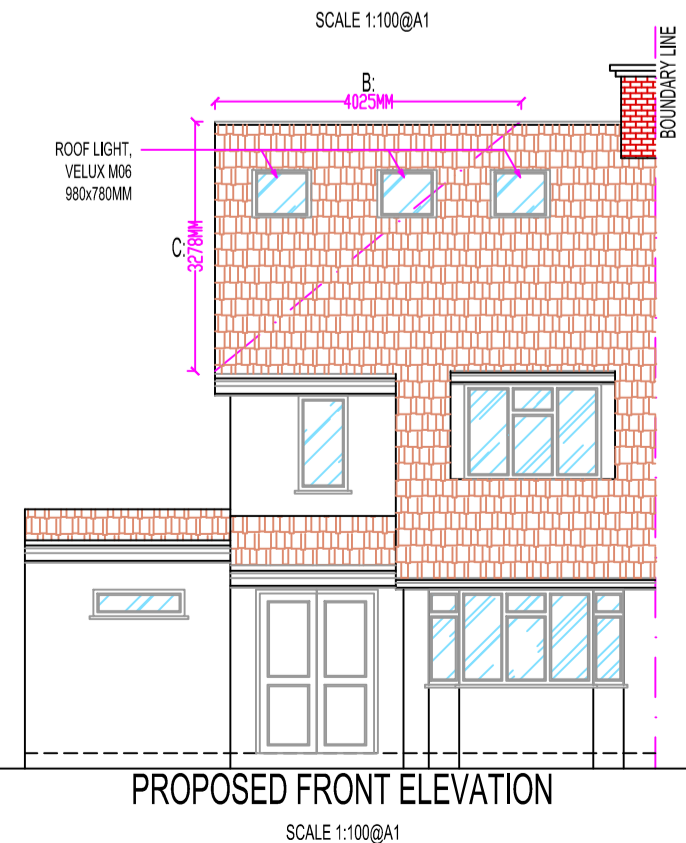 SCALE 1:100@A1
BOUNDARY LINE
B:
4025MM
ROOF LIGHT,
VELUX M06
980x780MM
C:
3278MM
PROPOSED FRONT ELEVATION
SCALE 1:100@A1